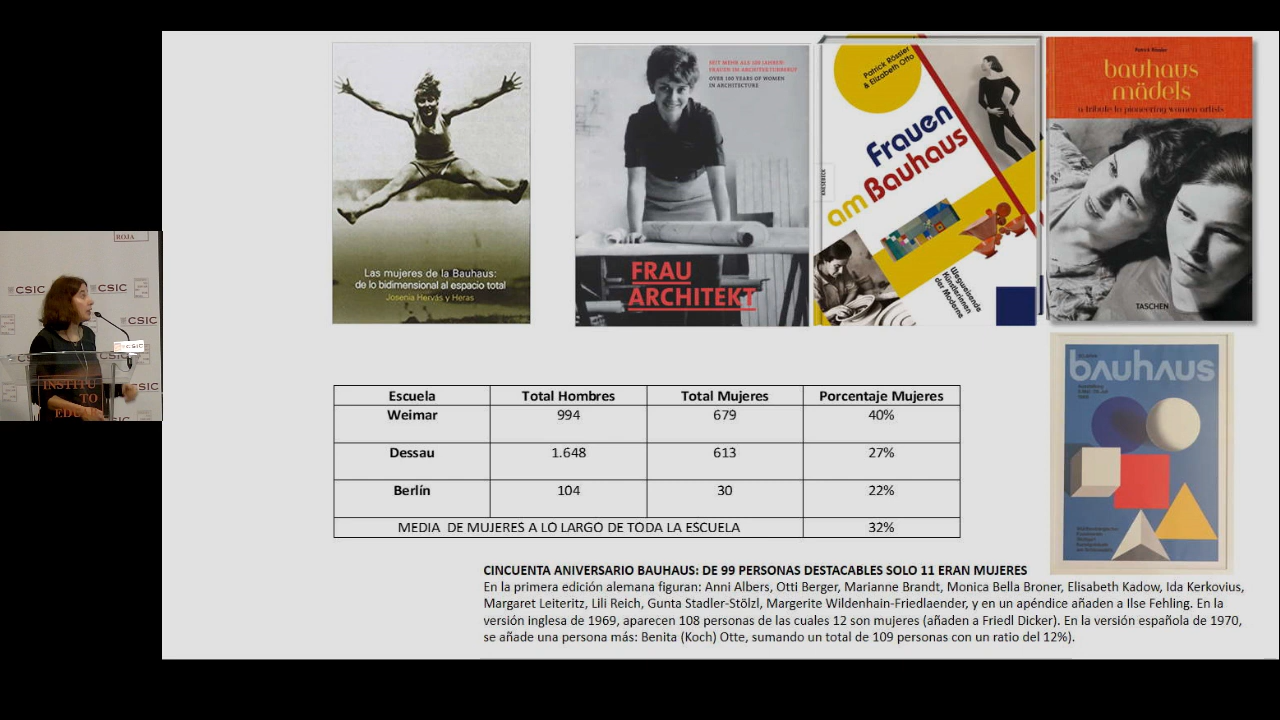 ROJA
CSIC
CSIC
CSIC
CSIC
CSIC
INSTITU
TO
EDUA
Las mujeres de la Bauhaus:
de lo bidimensional al espacio total
Josenia Hervás y Heras
MIT MEHR ALS 100 JAHREN:
FRAUEN IM ARCHITEKTENBERUF
OVER 100 YEARS OF WOMEN
IN ARCHITECTURE
FRAU
ARCHITEKT
Patrick Rössler
& Elizabeth Otto
Frauen
am Bauhaus
Wegweisende
Künstlerinnen
der Moderne
KNESEBECK
Patrick Rössler
bauhaus
mädels
a tribute to pioneering women artists
TASCHEN
bauhaus
Escuela Total Hombres Total Mujeres Porcentaje Mujeres
Weimar 994 679 40%
Dessau 1.648 613 27%
Berlín 104 30 22%
MEDIA DE MUJERES A LO LARGO DE TODA LA ESCUELA 32%
CINCUENTA ANIVERSARIO BAUHAUS: DE 99 PERSONAS DESTACABLES SOLO 11 ERAN MUJERES
En la primera edición alemana figuran: Anni Albers, Otti Berger, Marianne Brandt, Monica Bella Broner, Elisabeth Kadow, Ida Kerkovius,
Margaret Leiteritz, Lili Reich, Gunta Stadler-Stölzl, Margerite Wildenhain-Friedlaender, y en un apéndice añaden a Ilse Fehling. En la
versión inglesa de 1969, aparecen 108 personas de las cuales 12 son mujeres (añaden a Friedl Dicker). En la versión española de 1970,
se añade una persona más: Benita (Koch) Otte, sumando un total de 109 personas con un ratio del 12%).